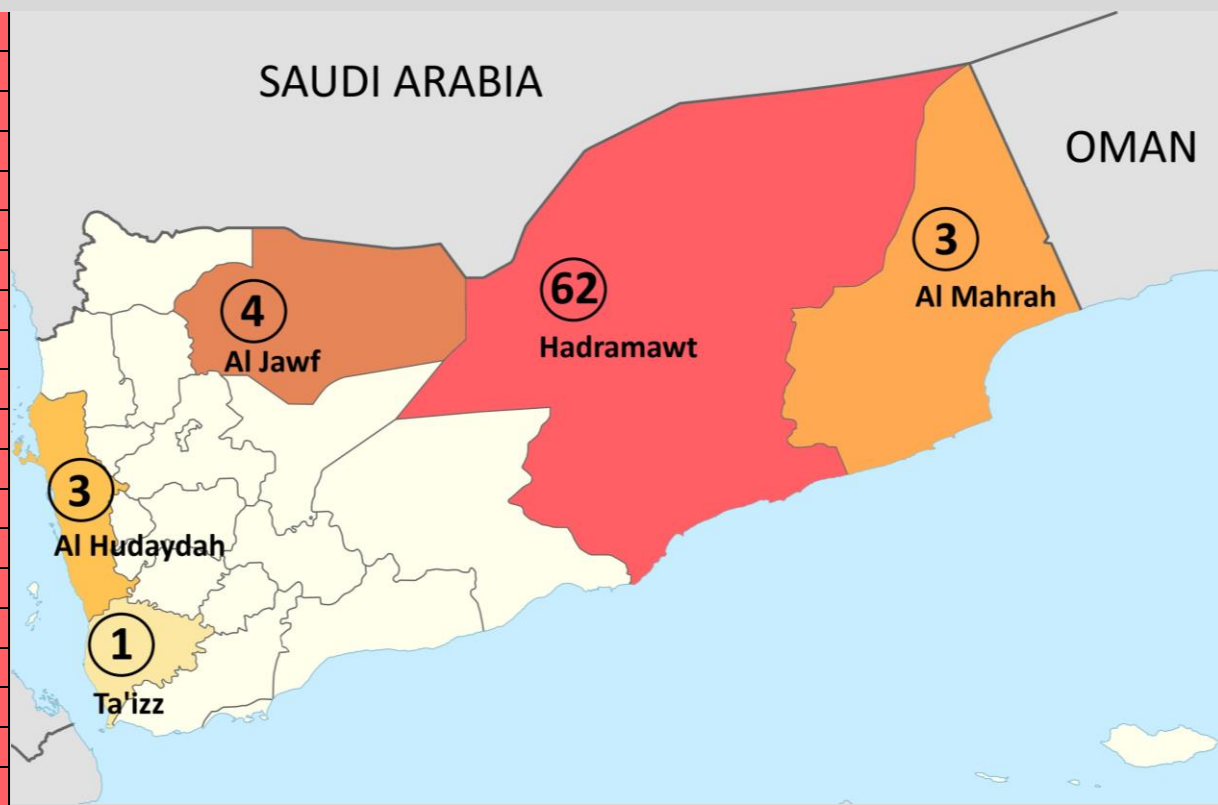 SAUDI ARABIA
OMAN
3
Al Mahrah
62
Hadramawt
4
Al Jawf
3
Al Hudaydah
1
Ta'izz